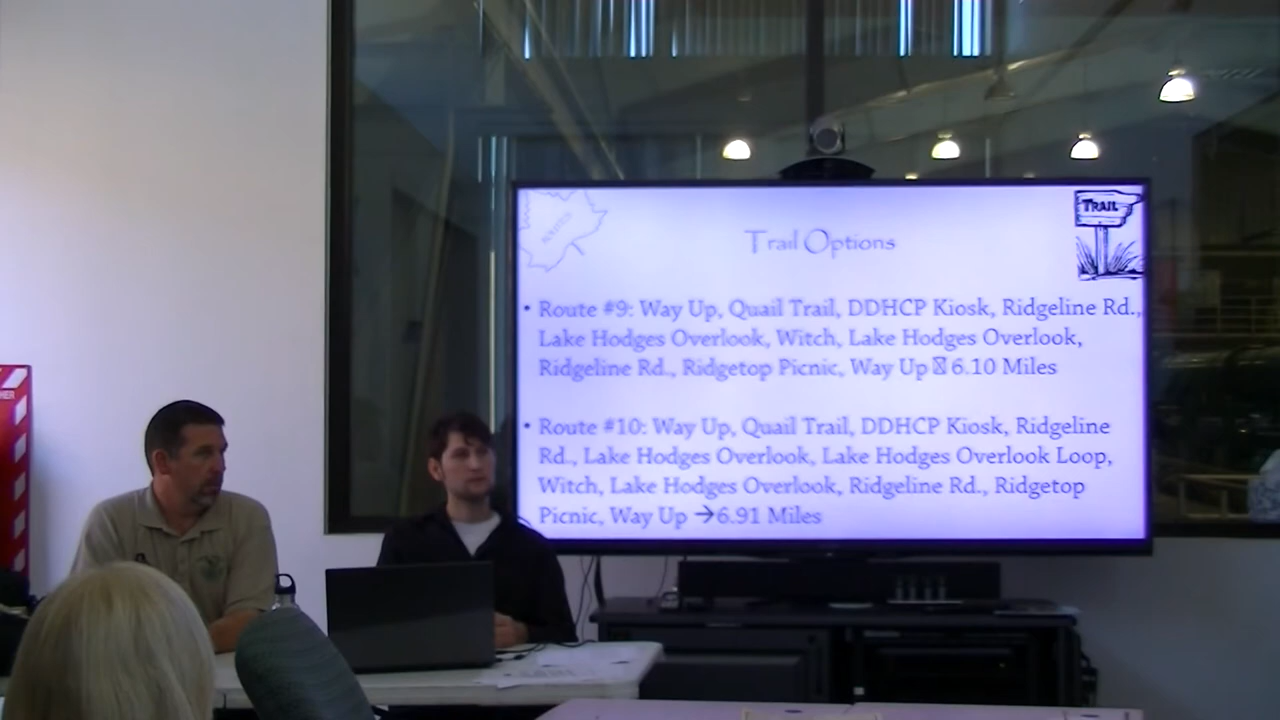 TRAIL
Trail Options
• Route #9: Way Up, Quail Trail, DDHCP Kiosk, Ridgeline Rd.,
Lake Hodges Overlook, Witch, Lake Hodges Overlook,
Ridgeline Rd., Ridgetop Picnic, Way Up 6.10 Miles
• Route #10: Way Up, Quail Trail, DDHCP Kiosk, Ridgeline
Rd., Lake Hodges Overlook, Lake Hodges Overlook Loop,
Witch, Lake Hodges Overlook, Ridgeline Rd., Ridgetop
Picnic, Way Up →6.91 Miles